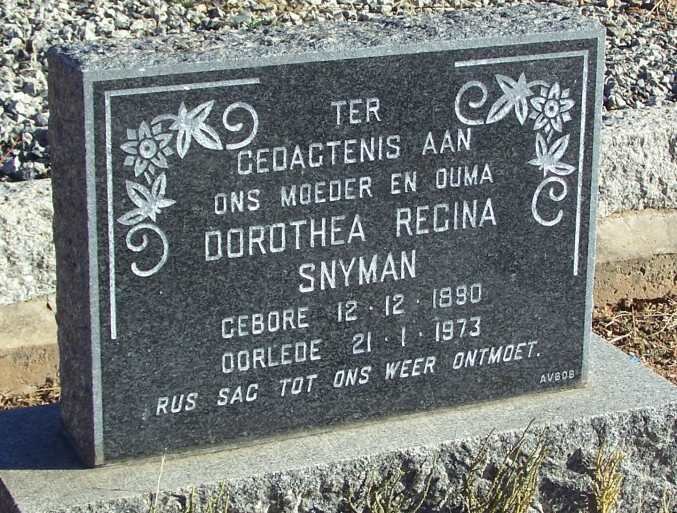 TER
GEDAGTENIS AAN
ONS MOEDER EN OUMA
DOROTHEA REGINA
SNYMAN
GEBORE 12·12·1890
OORLEDE 21·1·1973
RUS SAG TOT ONS WEER ONTMOET.
AVBOB